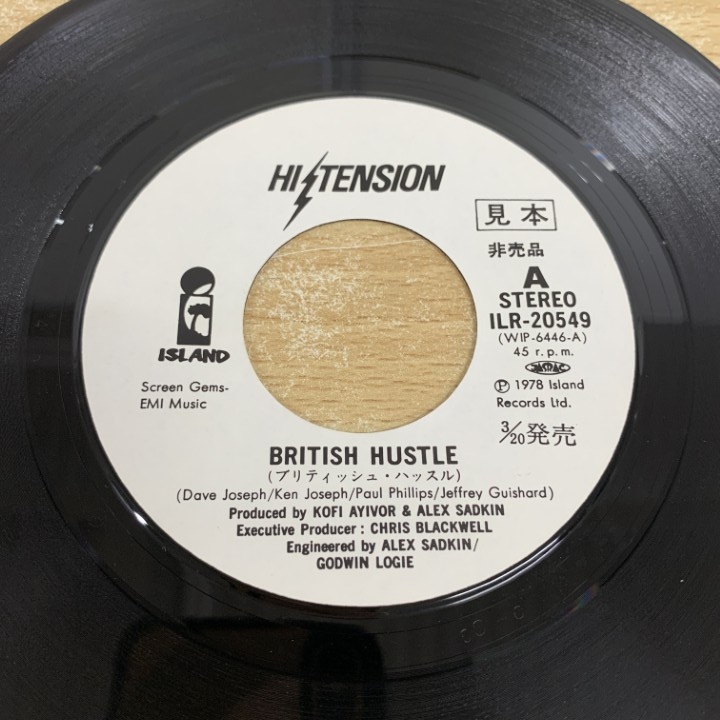 HI TENSION
見本
非売品
A
STEREO
ILR-20549
(WIP-6446-A)
45 r.p.m.
JASRAC
Ⓟ 1978 Island
Records Ltd.
3/20発売
ISLAND
Screen Gems-
EMI Music
BRITISH HUSTLE
(ブリティッシュ・ハッスル)
(Dave Joseph/Ken Joseph/Paul Phillips/Jeffrey Guishard)
Produced by KOFI AYIVOR & ALEX SADKIN
Executive Producer : CHRIS BLACKWELL
Engineered by ALEX SADKIN/
GODWIN LOGIE